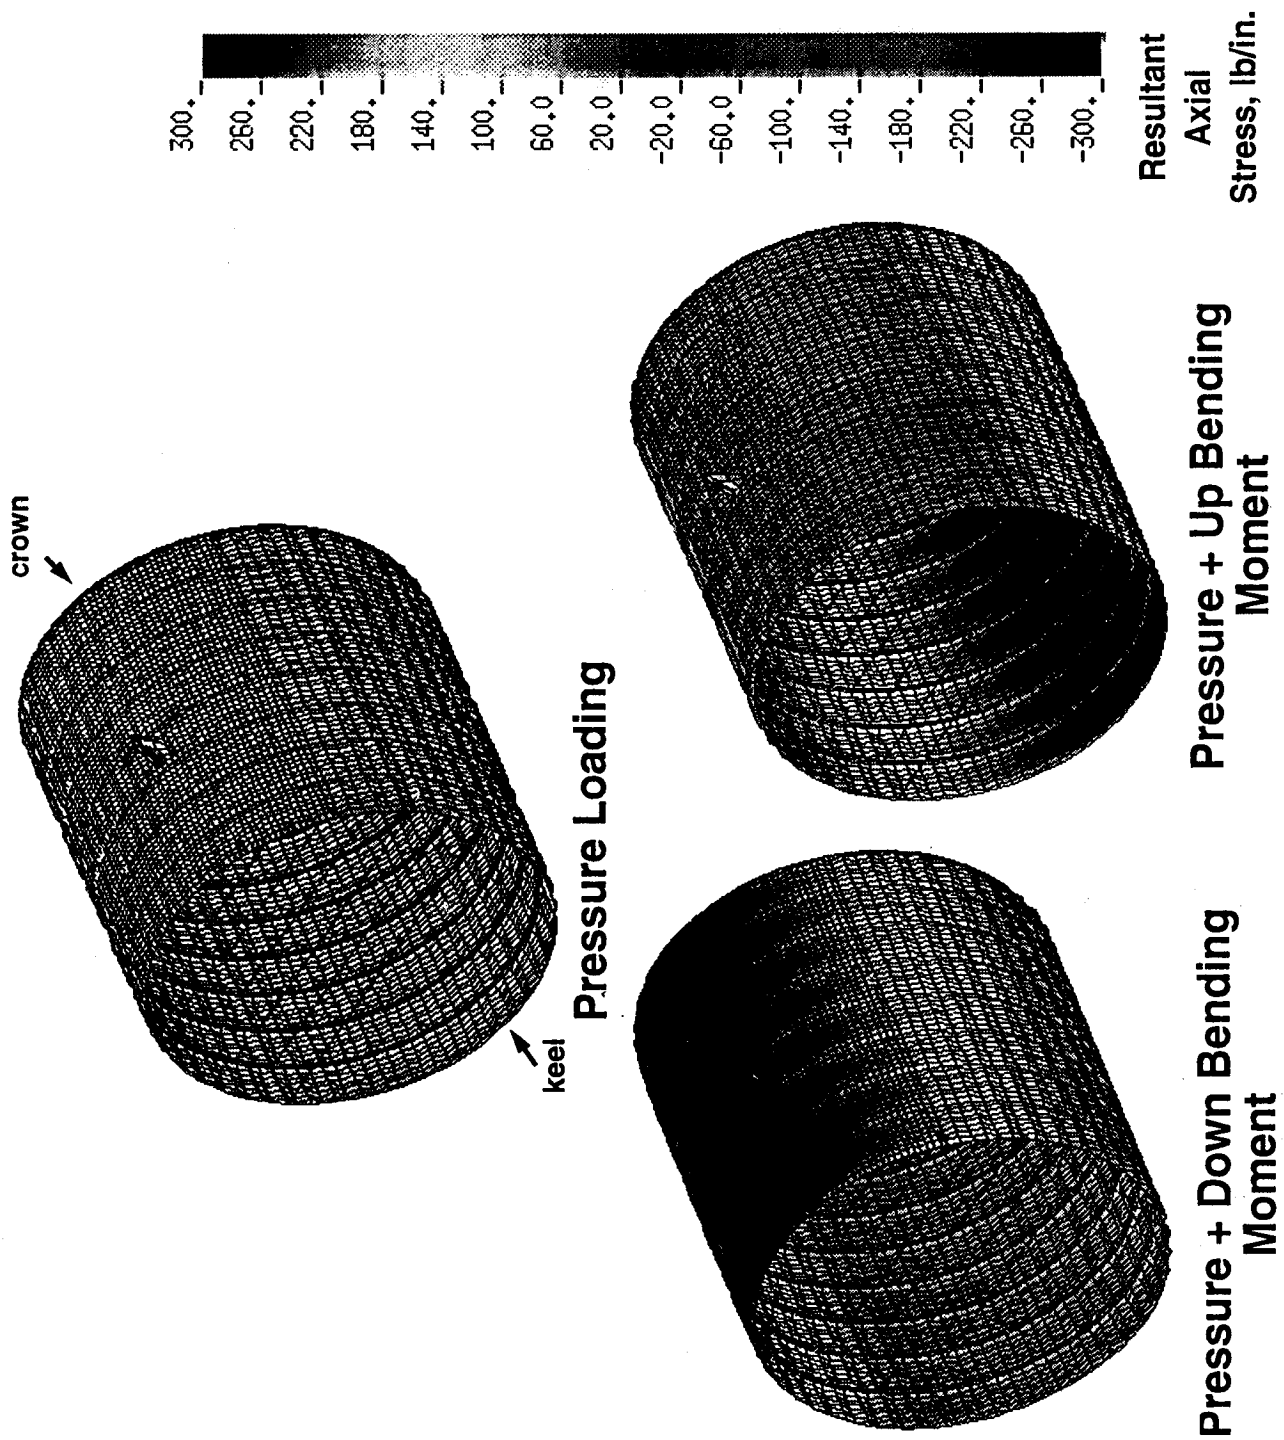 crown
keel
Pressure Loading
Pressure + Down Bending
Moment
Pressure + Up Bending
Moment
300.
260.
220.
180.
140.
100.
60.0
20.0
-20.0
-60.0
-100.
-140.
-180.
-220.
-260.
-300.
Resultant
Axial
Stress, lb/in.